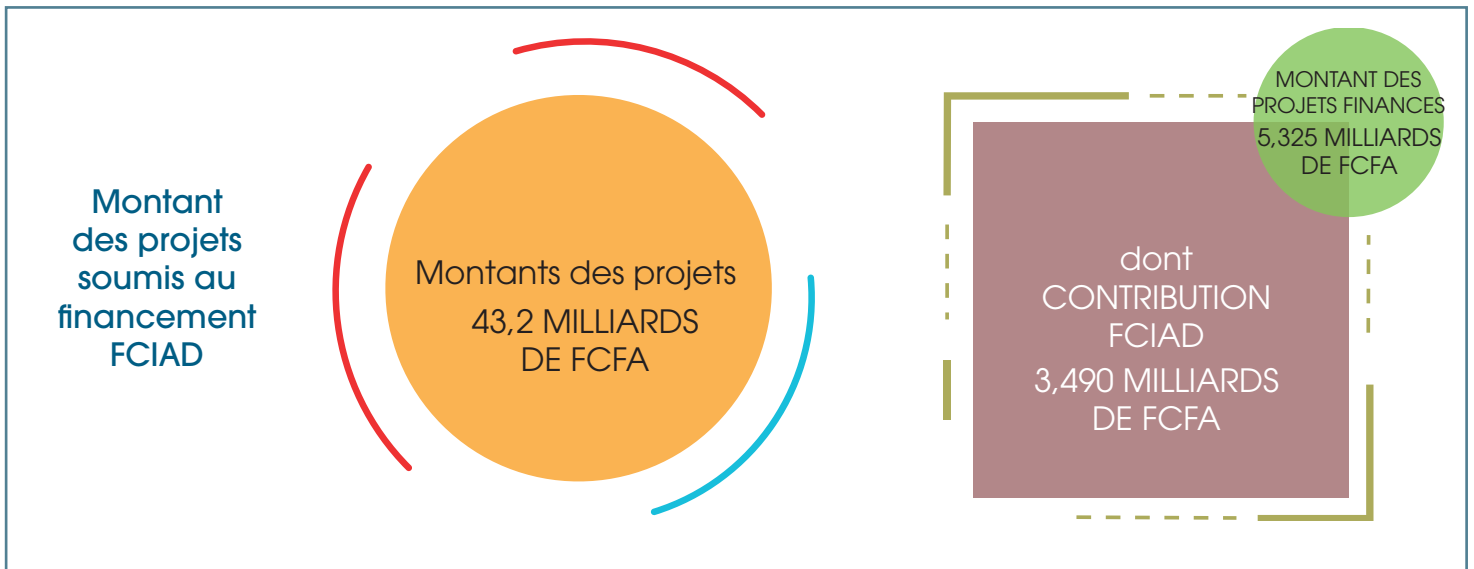 Montant
des projets
soumis au
financement
FCIAD
Montants des projets
43,2 MILLIARDS
DE FCFA
MONTANT DES
PROJETS FINANCES
5,325 MILLIARDS
DE FCFA
dont
CONTRIBUTION
FCIAD
3,490 MILLIARDS
DE FCFA